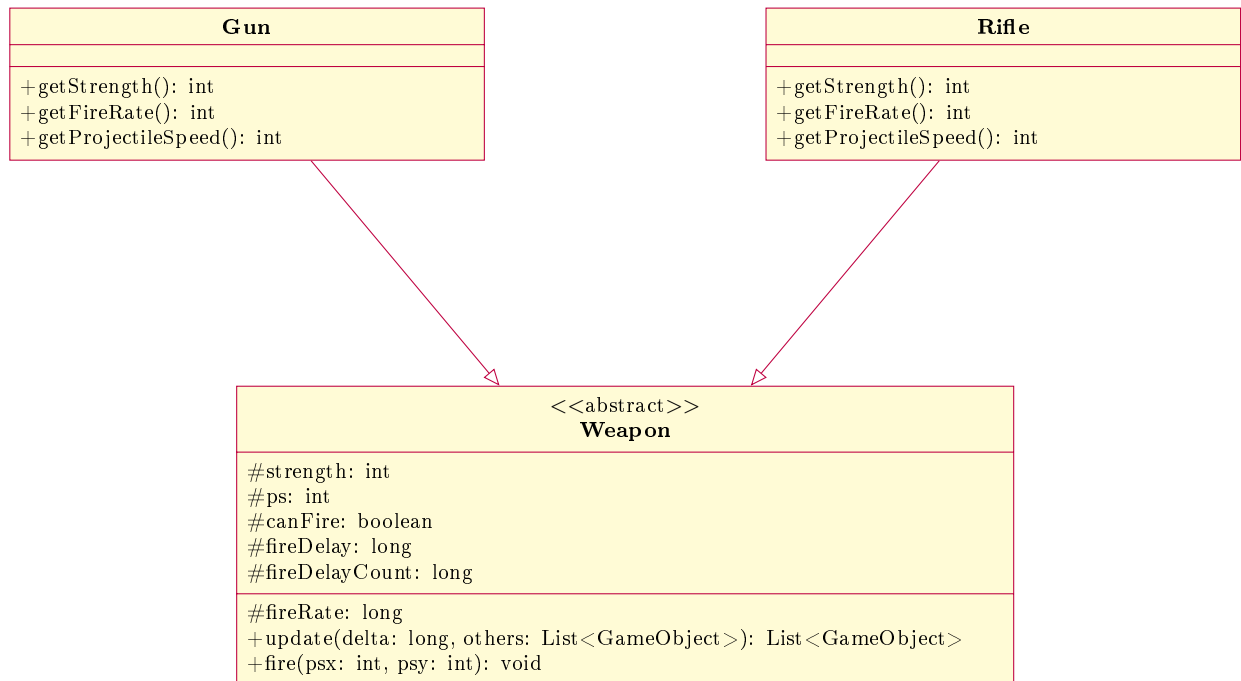 Gun
+getStrength(): int
+getFireRate(): int
+getProjectileSpeed(): int
Rifle
+getStrength(): int
+getFireRate(): int
+getProjectileSpeed(): int
<<abstract>>
Weapon
#strength: int
#ps: int
#canFire: boolean
#fireDelay: long
#fireDelayCount: long
#fireRate: long
+update(delta: long, others: List<GameObject>): List<GameObject>
+fire(psx: int, psy: int): void